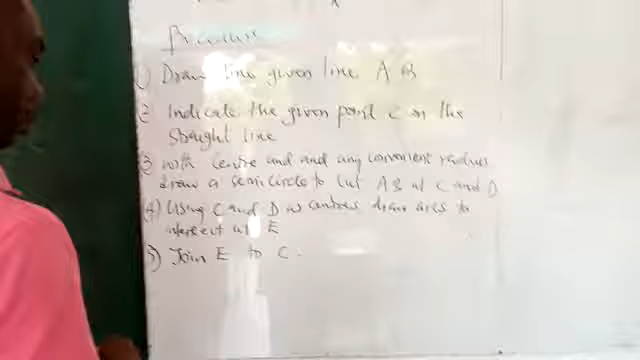 Procedure
1) Draw line given line A B
2 Indicate the given point C on the
straight line
3 with centre and and any convenient radius
draw a semicircle to cut AB at C and D
4) Using C and D as centres draw arcs to
intersect at E
5) Join E to C.